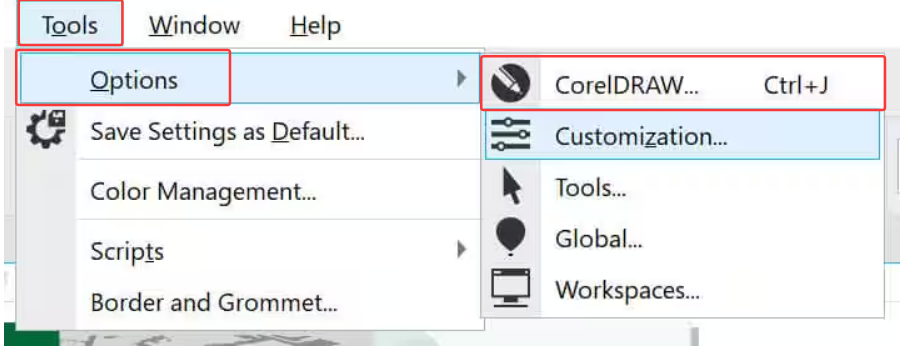 Tools Window Help
Options
CorelDRAW... Ctrl+J
Save Settings as Default...
Customization...
Color Management...
Tools...
Scripts
Global...
Border and Grommet...
Workspaces...